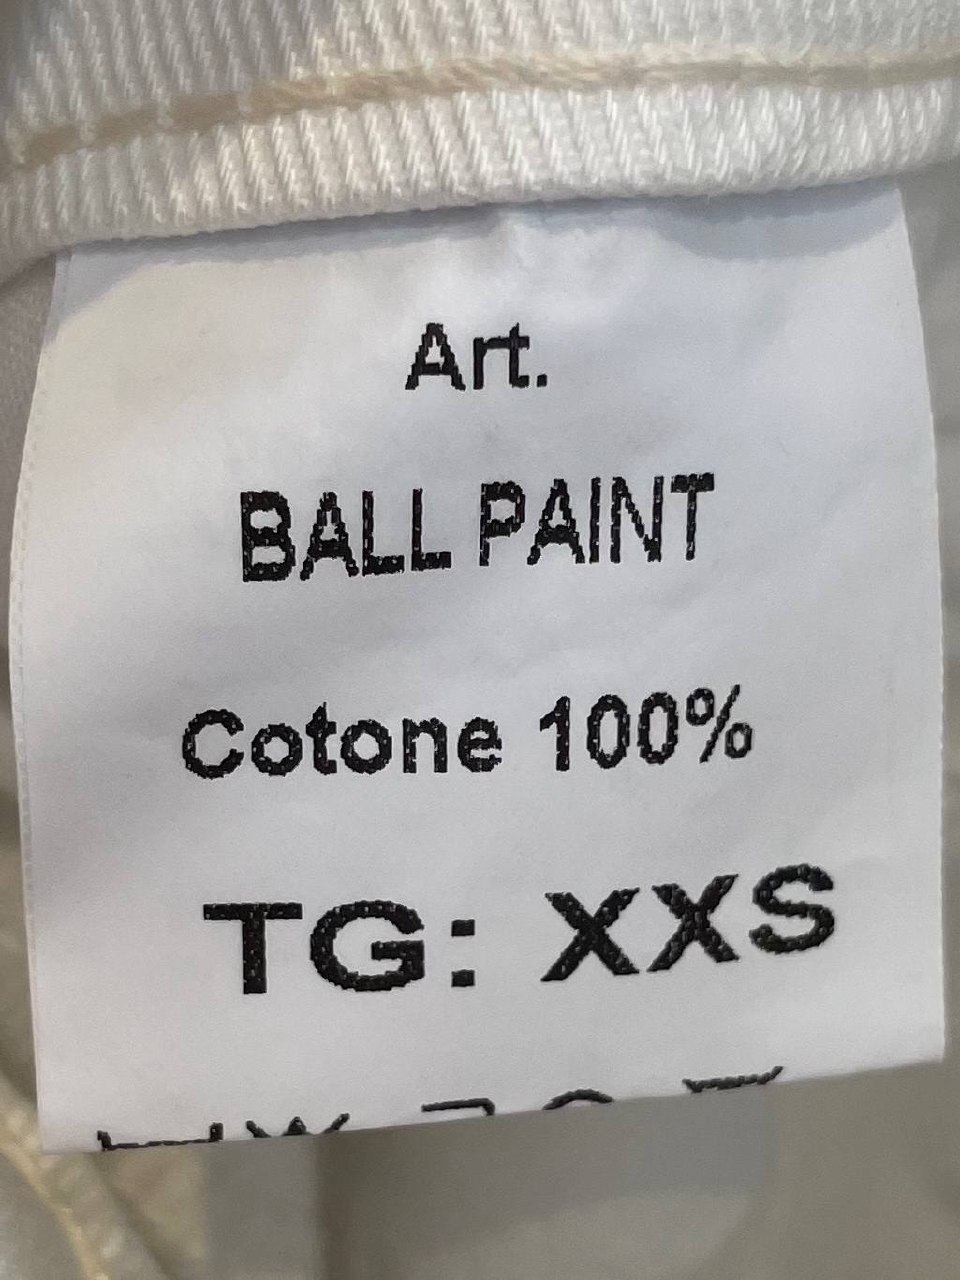 Art.
BALL PAINT
Cotone 100%
TG: XXS